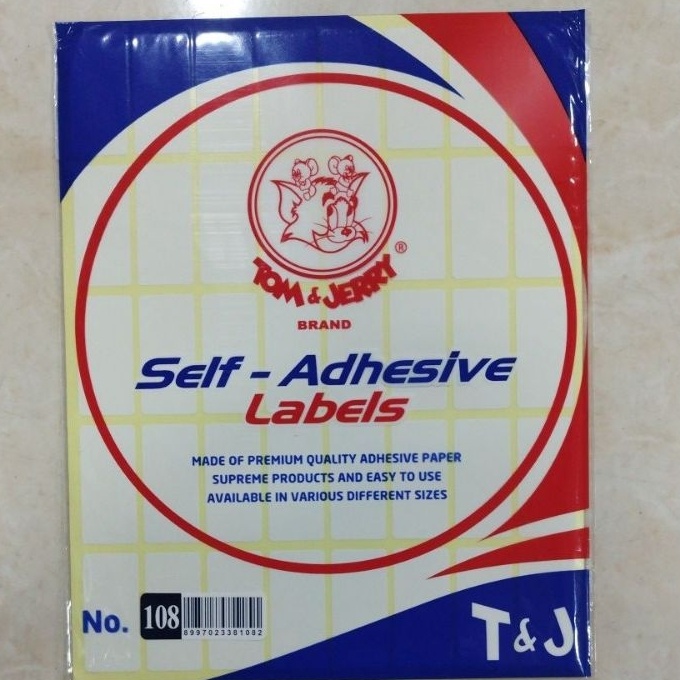 TOM & JERRY ®
BRAND
Self - Adhesive
Labels
MADE OF PREMIUM QUALITY ADHESIVE PAPER
SUPREME PRODUCTS AND EASY TO USE
AVAILABLE IN VARIOUS DIFFERENT SIZES
No. 108
8997023381082
T & J